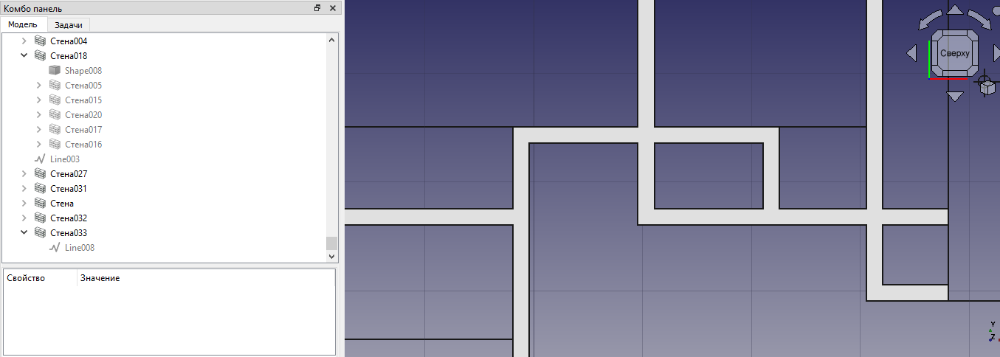 Комбо панель
Модель Задачи
Стена004
Стена018
Shape008
Стена005
Стена015
Стена020
Стена017
Стена016
Line003
Стена027
Стена031
Стена
Стена032
Стена033
Line008
Свойство Значение
Сверху
Y
Z